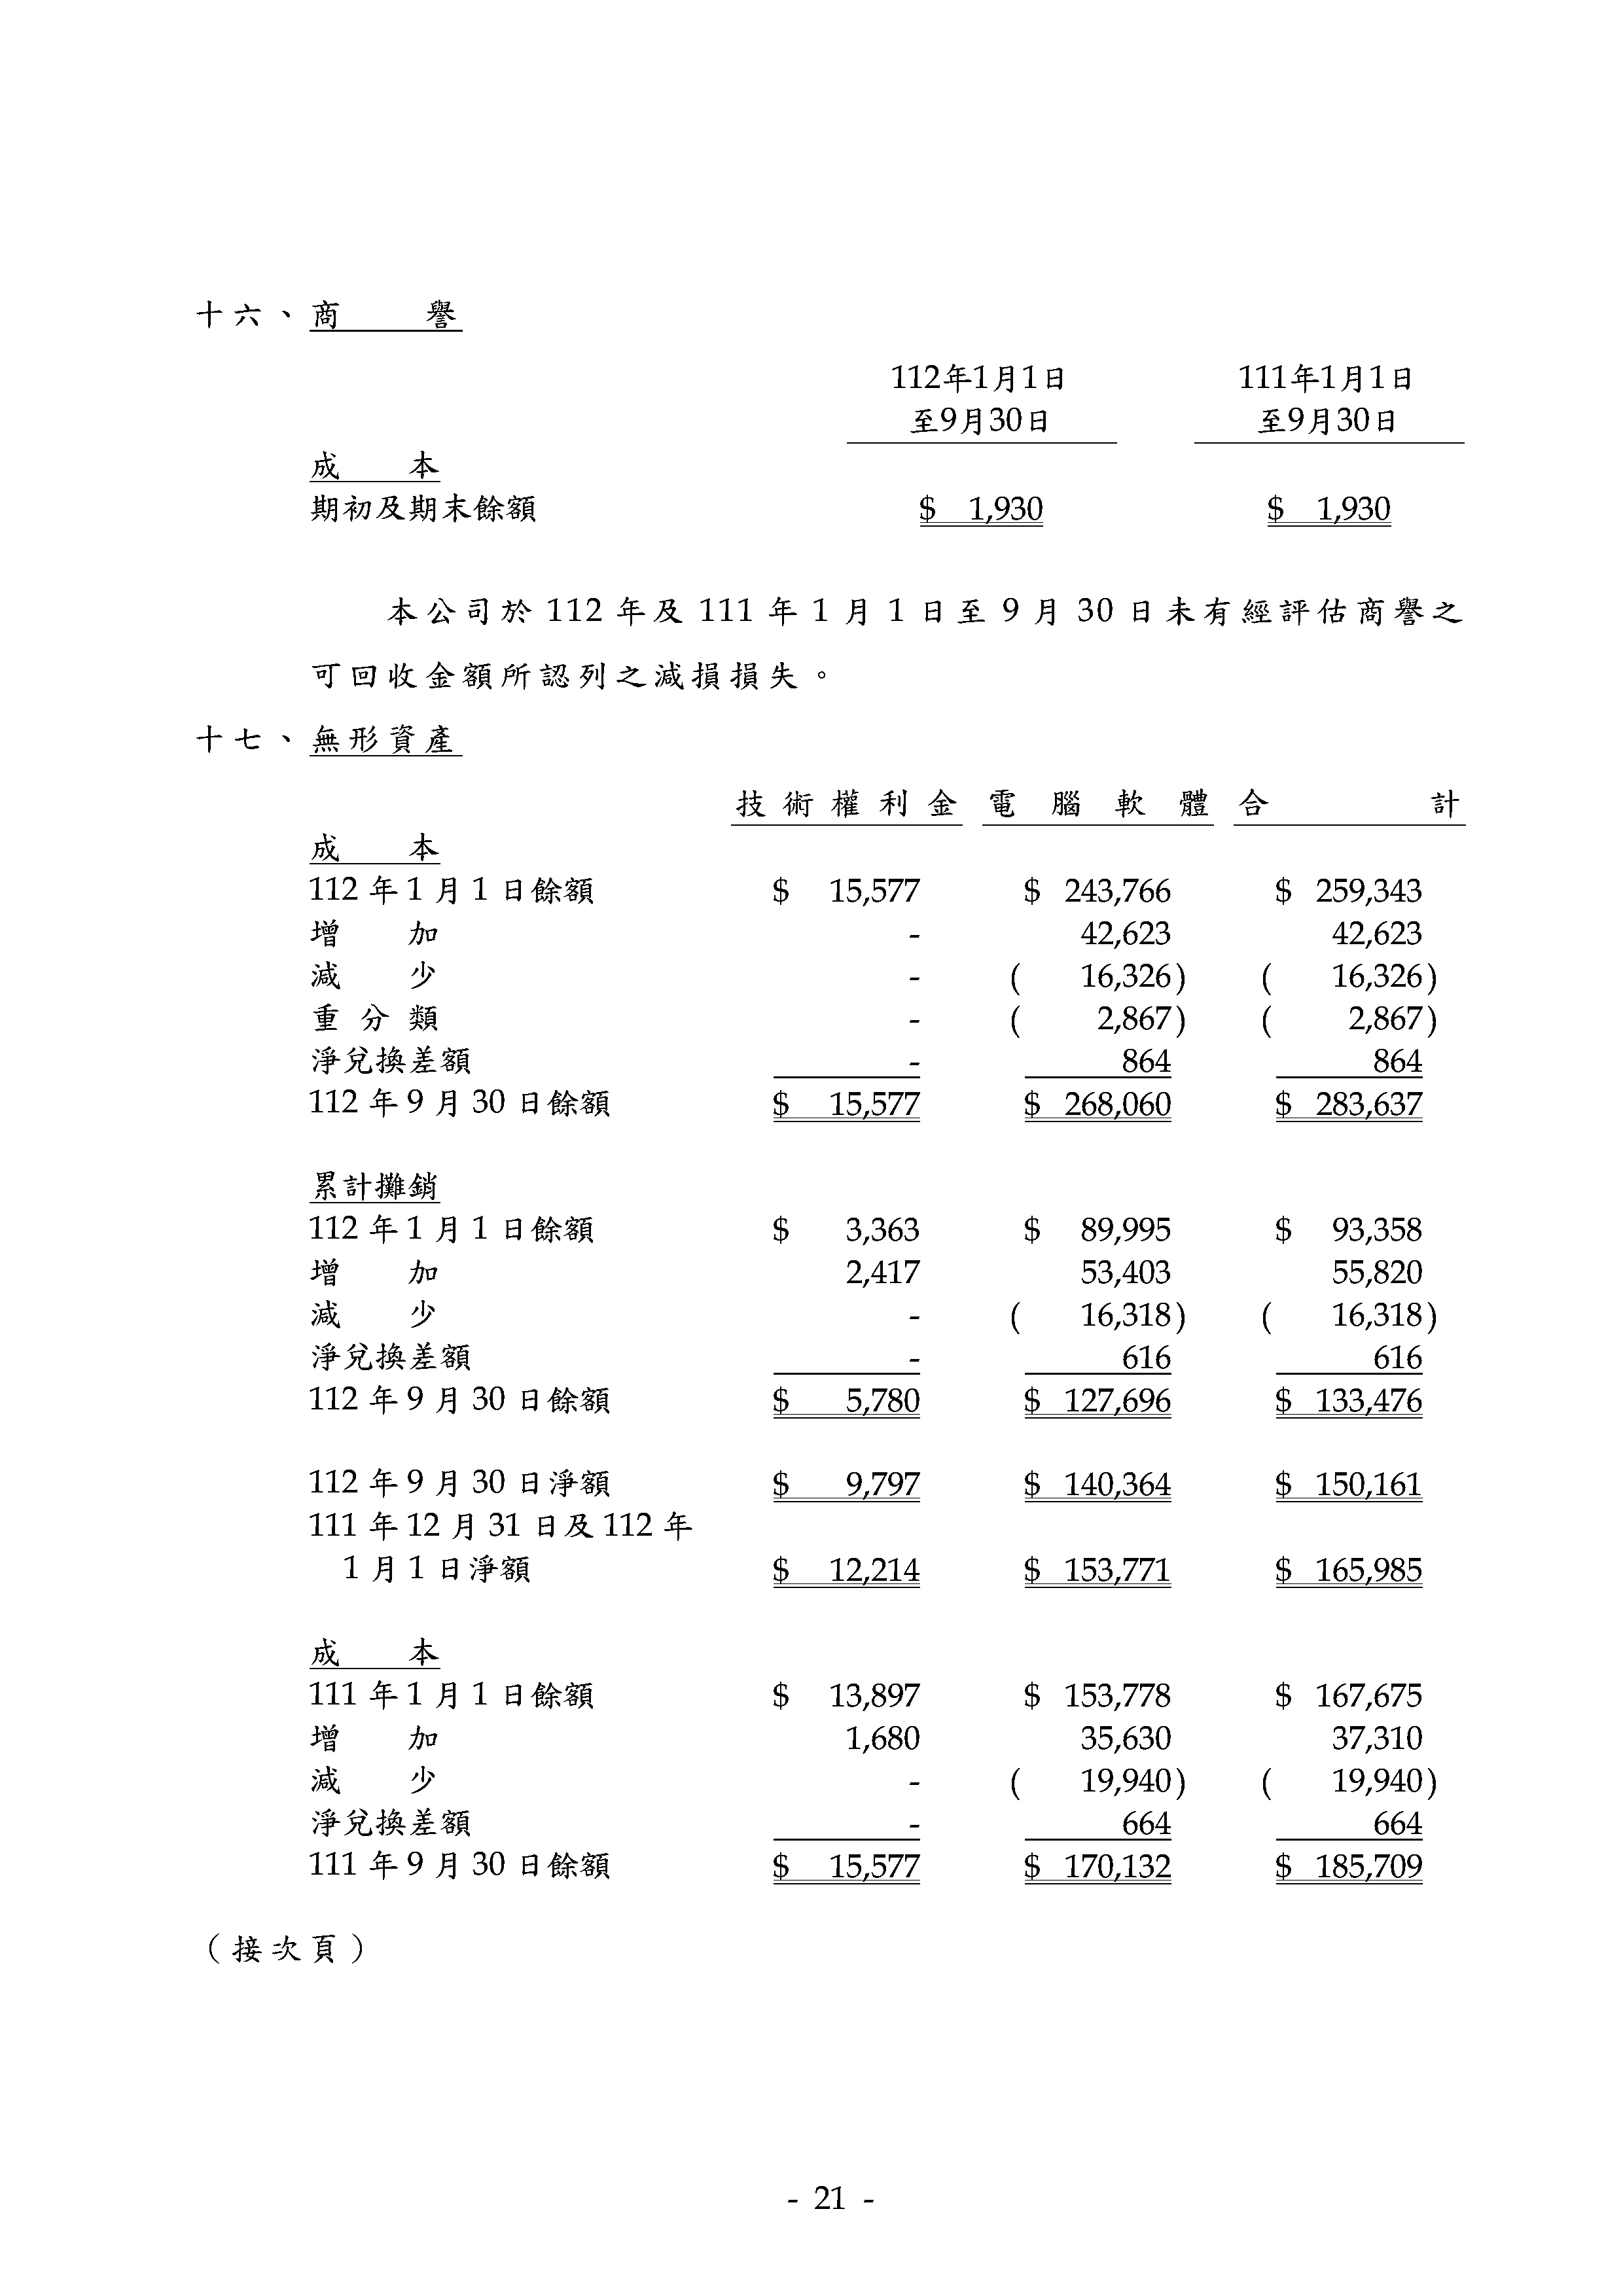 十六、商譽
112年1月1日 111年1月1日
至9月30日 至9月30日
成本
期初及期末餘額 $ 1,930 $ 1,930
本公司於 112 年及 111 年 1 月 1 日至 9 月 30 日未有經評估商譽之
可回收金額所認列之減損損失。
十七、無形資產
技術權利金 電腦軟體 合計
成本
112 年 1 月 1 日餘額 $ 15,577 $ 243,766 $ 259,343
增加 - 42,623 42,623
減少 - ( 16,326) ( 16,326)
重分類 - ( 2,867) ( 2,867)
淨兌換差額 - 864 864
112 年 9 月 30 日餘額 $ 15,577 $ 268,060 $ 283,637
累計攤銷
112 年 1 月 1 日餘額 $ 3,363 $ 89,995 $ 93,358
增加 2,417 53,403 55,820
減少 - ( 16,318) ( 16,318)
淨兌換差額 - 616 616
112 年 9 月 30 日餘額 $ 5,780 $ 127,696 $ 133,476
112 年 9 月 30 日淨額 $ 9,797 $ 140,364 $ 150,161
111 年 12 月 31 日及 112 年
1 月 1 日淨額 $ 12,214 $ 153,771 $ 165,985
成本
111 年 1 月 1 日餘額 $ 13,897 $ 153,778 $ 167,675
增加 1,680 35,630 37,310
減少 - ( 19,940) ( 19,940)
淨兌換差額 - 664 664
111 年 9 月 30 日餘額 $ 15,577 $ 170,132 $ 185,709
（接次頁）
- 21 -